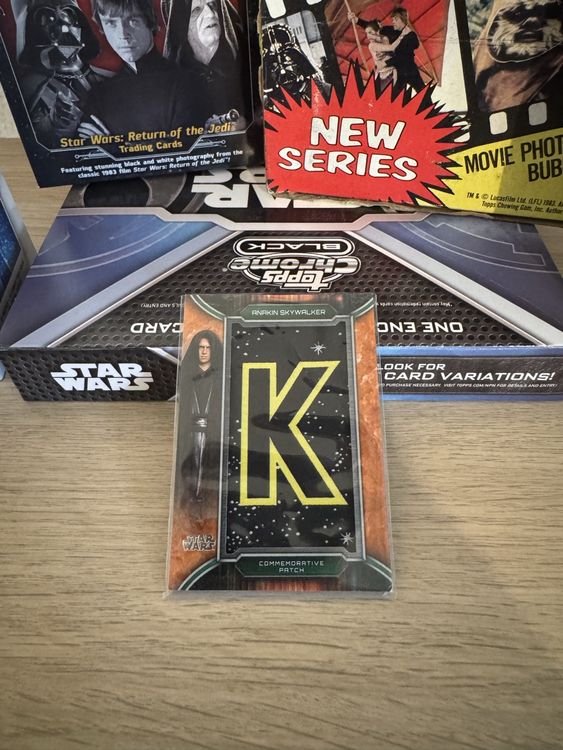 Star Wars: Return of the Jedi
Trading Cards
Featuring stunning black and white photography from the
classic 1983 film Star Wars: Return of the Jedi!
NEW
SERIES
MOVIE PHOT
BUB
TM & © Lucasfilm Ltd. (LFL) 1983.
Topps Chewing Gum, Inc.
WARS
topps
Chrome
BLACK
ONE ENC
CARD
STAR WARS
LOOK FOR
CARD VARIATIONS!
PURCHASE NECESSARY. VISIT TOPPS.COM/NPN FOR DETAILS AND ENTRY)
ANAKIN SKYWALKER
K
STAR
WARS
COMMEMORATIVE
PATCH